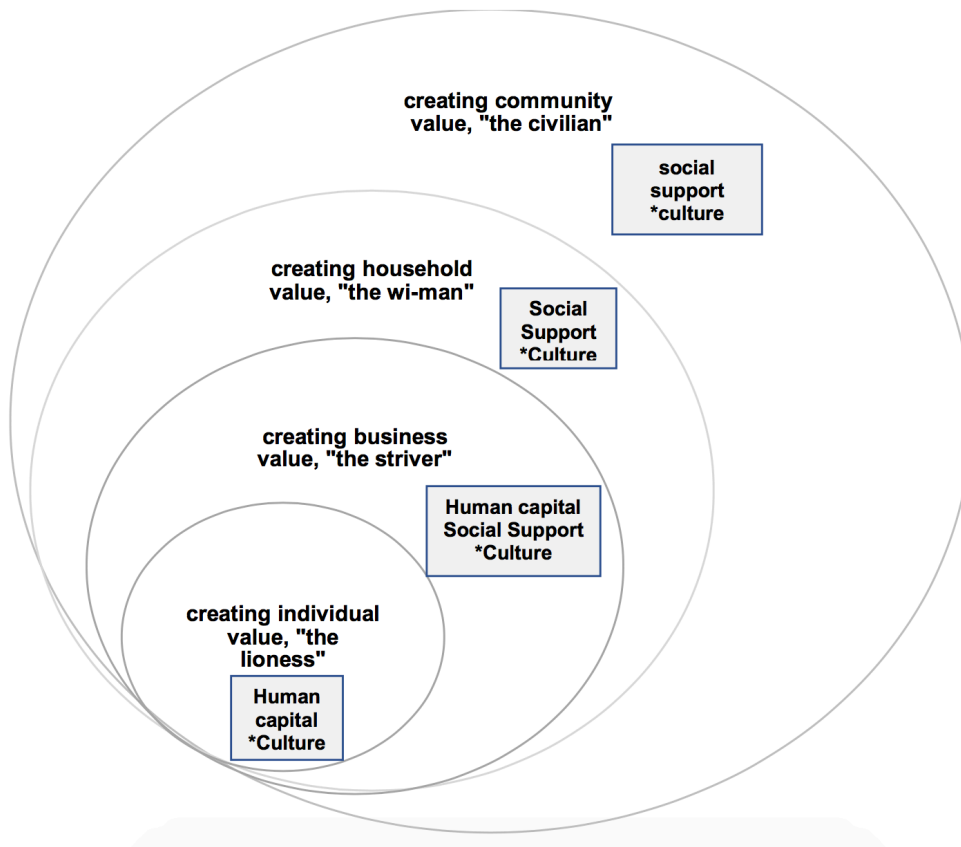 creating community
value, "the civilian"
social
support
*culture
creating household
value, "the wi-man"
Social
Support
*Culture
creating business
value, "the striver"
Human capital
Social Support
*Culture
creating individual
value, "the
lioness"
Human
capital
*Culture